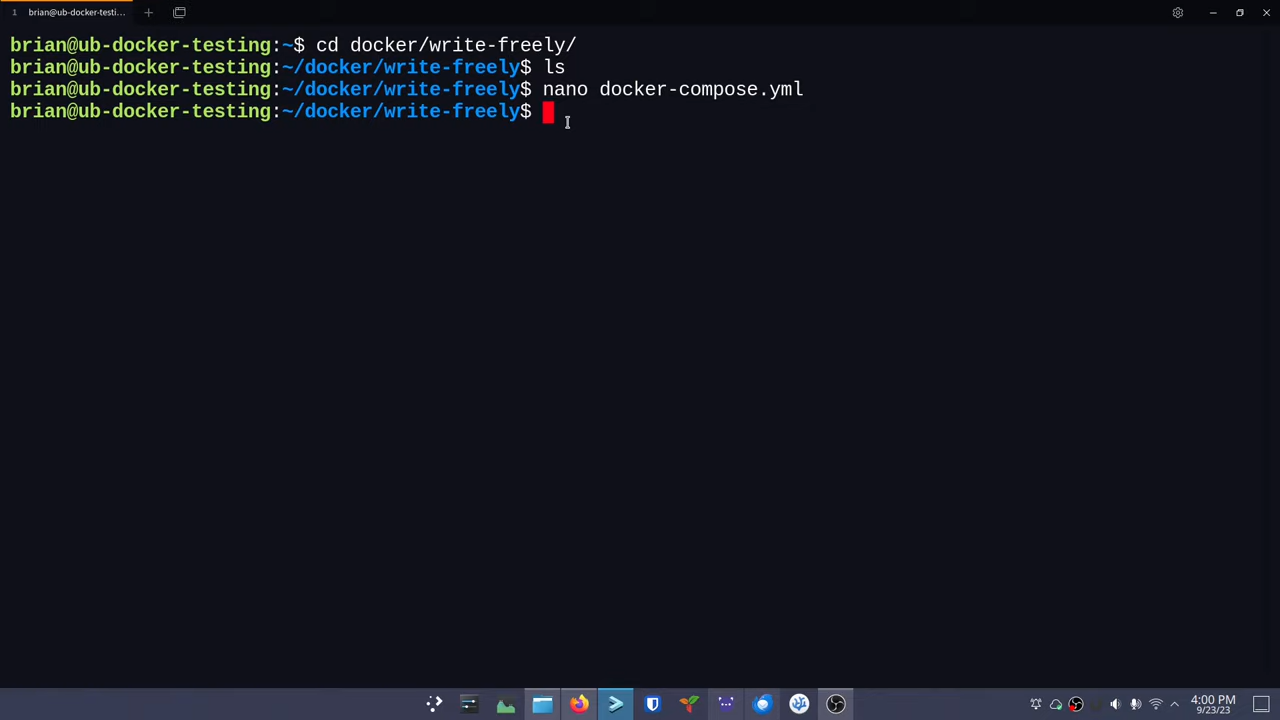 1 brian@ub-docker-testi...
brian@ub-docker-testing:~$ cd docker/write-freely/
brian@ub-docker-testing:~/docker/write-freely$ ls
brian@ub-docker-testing:~/docker/write-freely$ nano docker-compose.yml
brian@ub-docker-testing:~/docker/write-freely$
4:00 PM
9/23/23